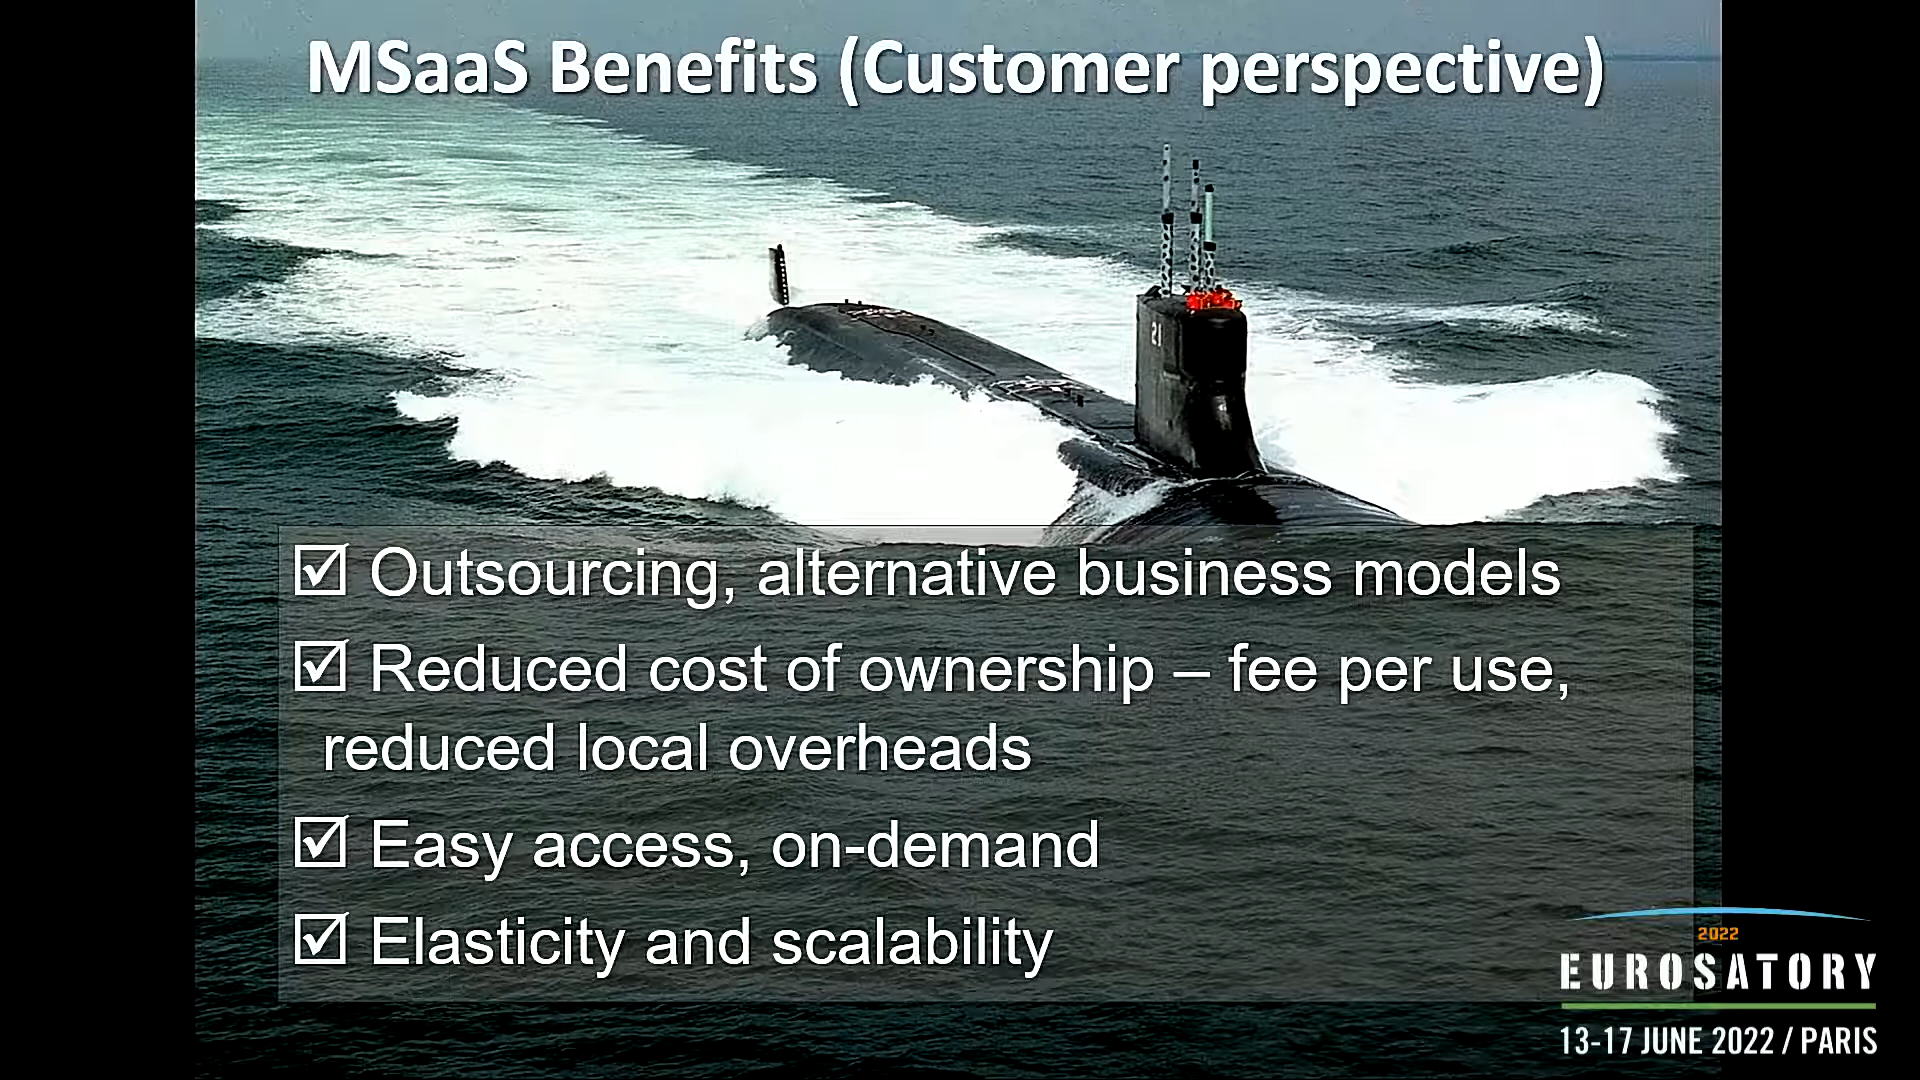 MSaaS Benefits (Customer perspective)
21
☑ Outsourcing, alternative business models
☑ Reduced cost of ownership – fee per use,
reduced local overheads
☑ Easy access, on-demand
☑ Elasticity and scalability
2022
EUROSATORY
13-17 JUNE 2022 / PARIS